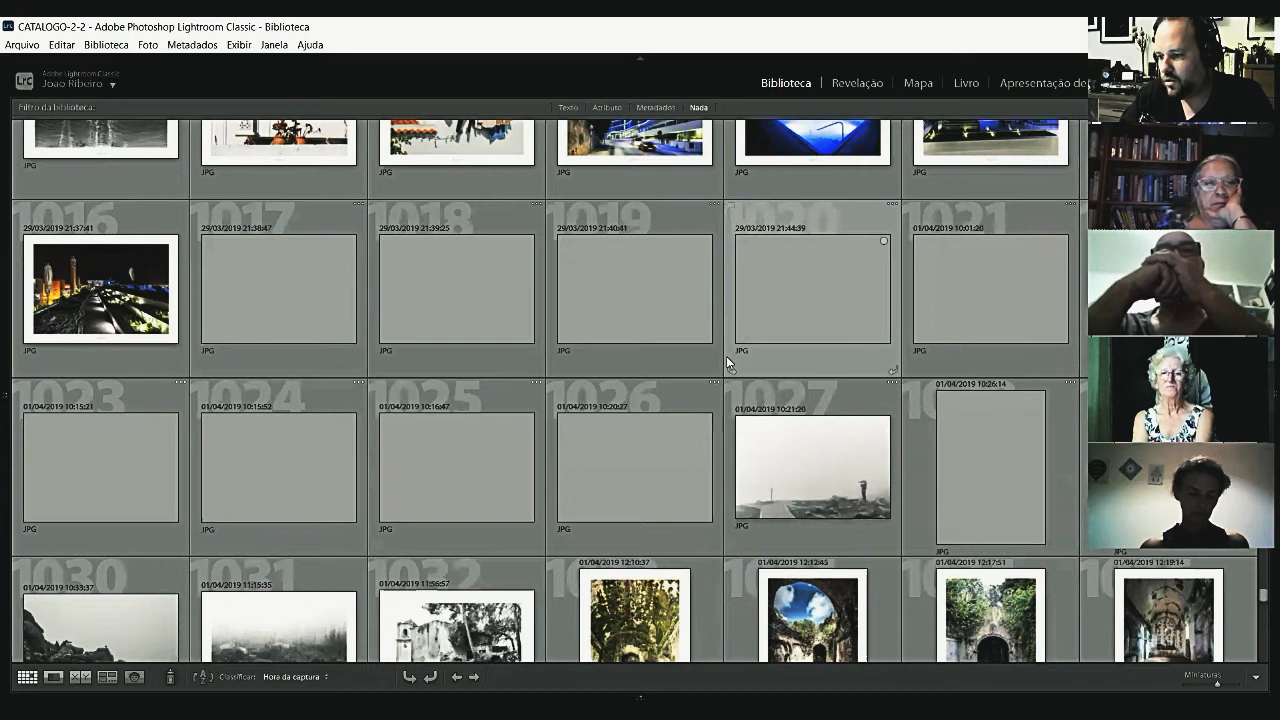 CATALOGO-2-2 - Adobe Photoshop Lightroom Classic - Biblioteca
Arquivo Editar Biblioteca Foto Metadados Exibir Janela Ajuda
Lrc
Adobe Lightroom Classic
Joao Ribeiro
Biblioteca | Revelação | Mapa | Livro | Apresentação de
Filtro da biblioteca: Texto Atributo Metadados Nada
JPG JPG JPG JPG JPG JPG
1016 1017 1018 1019 1020 1021
29/03 21:37:41 29/03 21:38:47 29/03 21:39:25 29/03 21:40:41 29/03 21:44:39 01/04 10:01:20
JPG JPG JPG JPG JPG JPG
1023 1024 1025 1026 1027
01/04 10:15:21 01/04 10:15:52 01/04/2019 10:16:47 01/04 10:20:27 01/04/2019 10:21:20 01/04/2019 10:26:14
JPG JPG JPG JPG JPG JPG JPG
1030 1031 1032
01/04/2019 10:33:37 01/04/2019 11:15:35 01/04/2019 11:56:57 01/04/2019 12:10:37 01/04/2019 12:12:45 01/04/2019 12:17:51 01/04/2019 12:19:14
Classificar: Hora da captura
Miniaturas